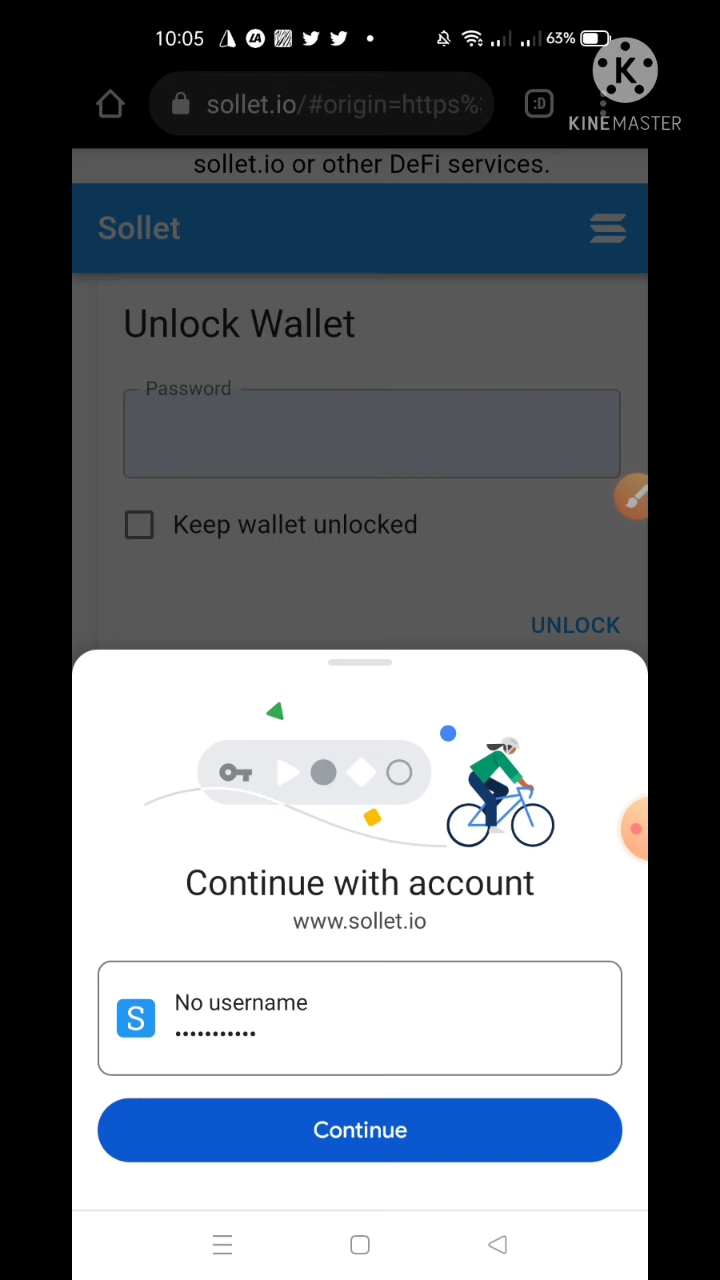 10:05
LA
63%
K
KINEMASTER
sollet.io/#origin=https%
:D
sollet.io or other DeFi services.
Sollet
Unlock Wallet
Password
Keep wallet unlocked
UNLOCK
Continue with account
www.sollet.io
No username
S
•••••••••••
Continue